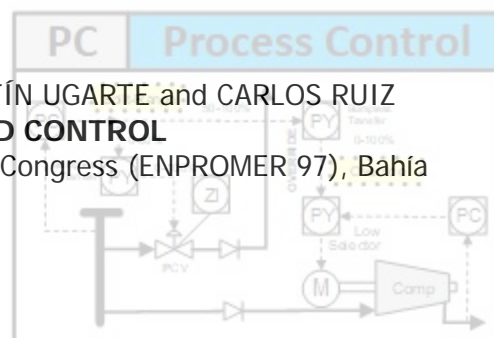 PC Process Control
TÍN UGARTE and CARLOS RUIZ
D CONTROL
Congress (ENPROMER 97), Bahía
PY
0-100%
PY
ZI
PY
PC
Low
Selector
PCV
M
Comp